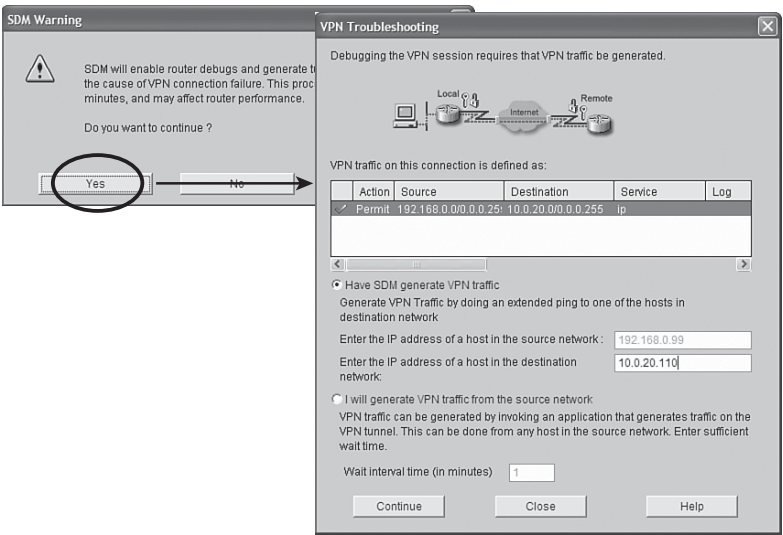 SDM Warning
SDM will enable router debugs and generate
the cause of VPN connection failure. This
minutes, and may affect router performance.
Do you want to continue ?
Yes
No
VPN Troubleshooting
Debugging the VPN session requires that VPN traffic be generated.
Local
Internet
Remote
VPN traffic on this connection is defined as:
Action Source Destination Service Log
Permit 192.168.0.0/0.0.0.25 10.0.20.0/0.0.0.255 ip
Have SDM generate VPN traffic
Generate VPN Traffic by doing an extended ping to one of the hosts in
destination network
Enter the IP address of a host in the source network : 192.168.0.99
Enter the IP address of a host in the destination
network:
10.0.20.110
I will generate VPN traffic from the source network
VPN traffic can be generated by invoking an application that generates traffic on the
VPN tunnel. This can be done from any host in the source network. Enter sufficient
wait time.
Wait interval time (in minutes) 1
Continue Close Help